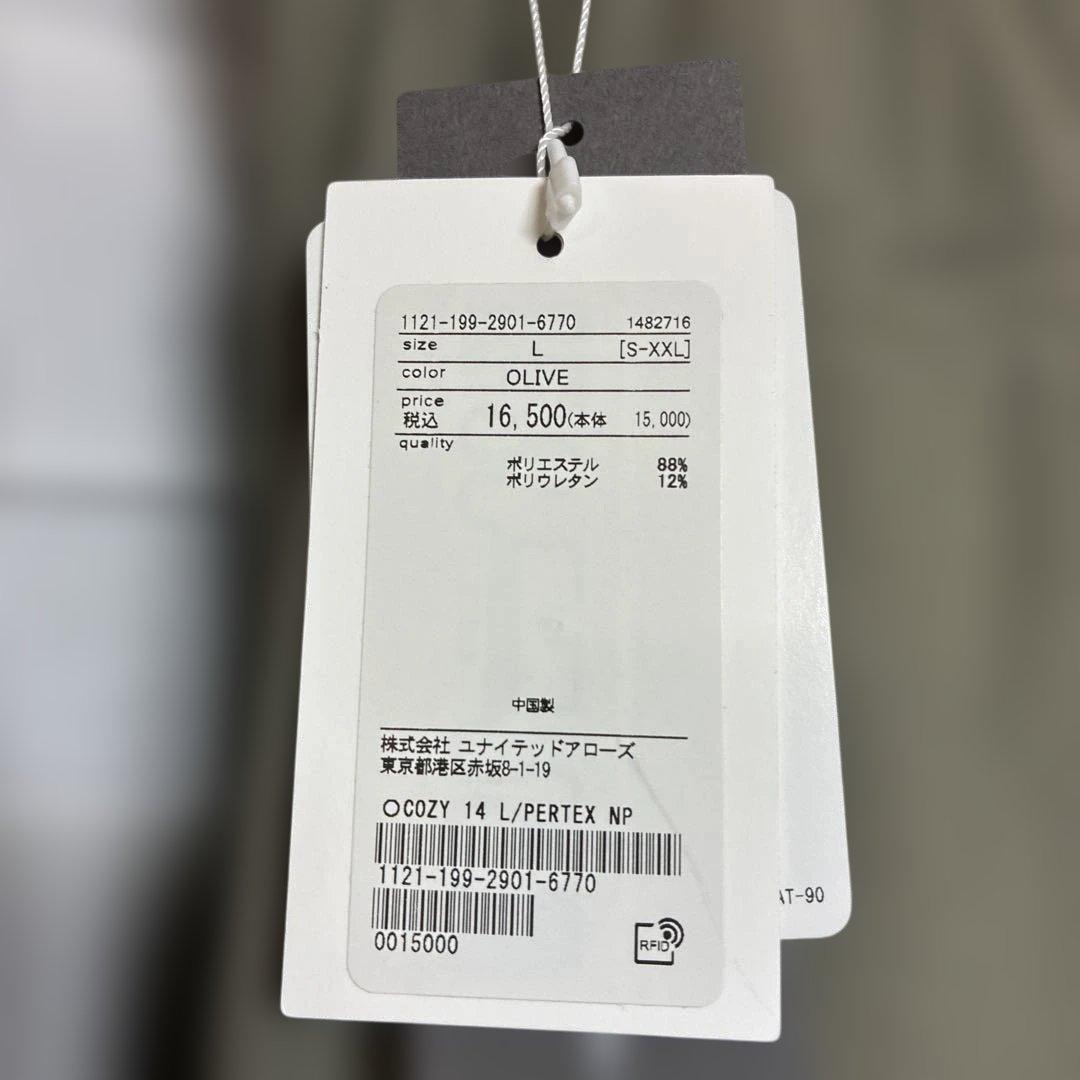 1121-199-2901-6770 1482716
size L [S-XXL]
color OLIVE
price
税込 16,500(本体 15,000)
quality
ポリエステル 88%
ポリウレタン 12%
中国製
株式会社 ユナイテッドアローズ
東京都港区赤坂8-1-19
○COZY 14 L/PERTEX NP
1121-199-2901-6770
0015000
RFID
AT-90